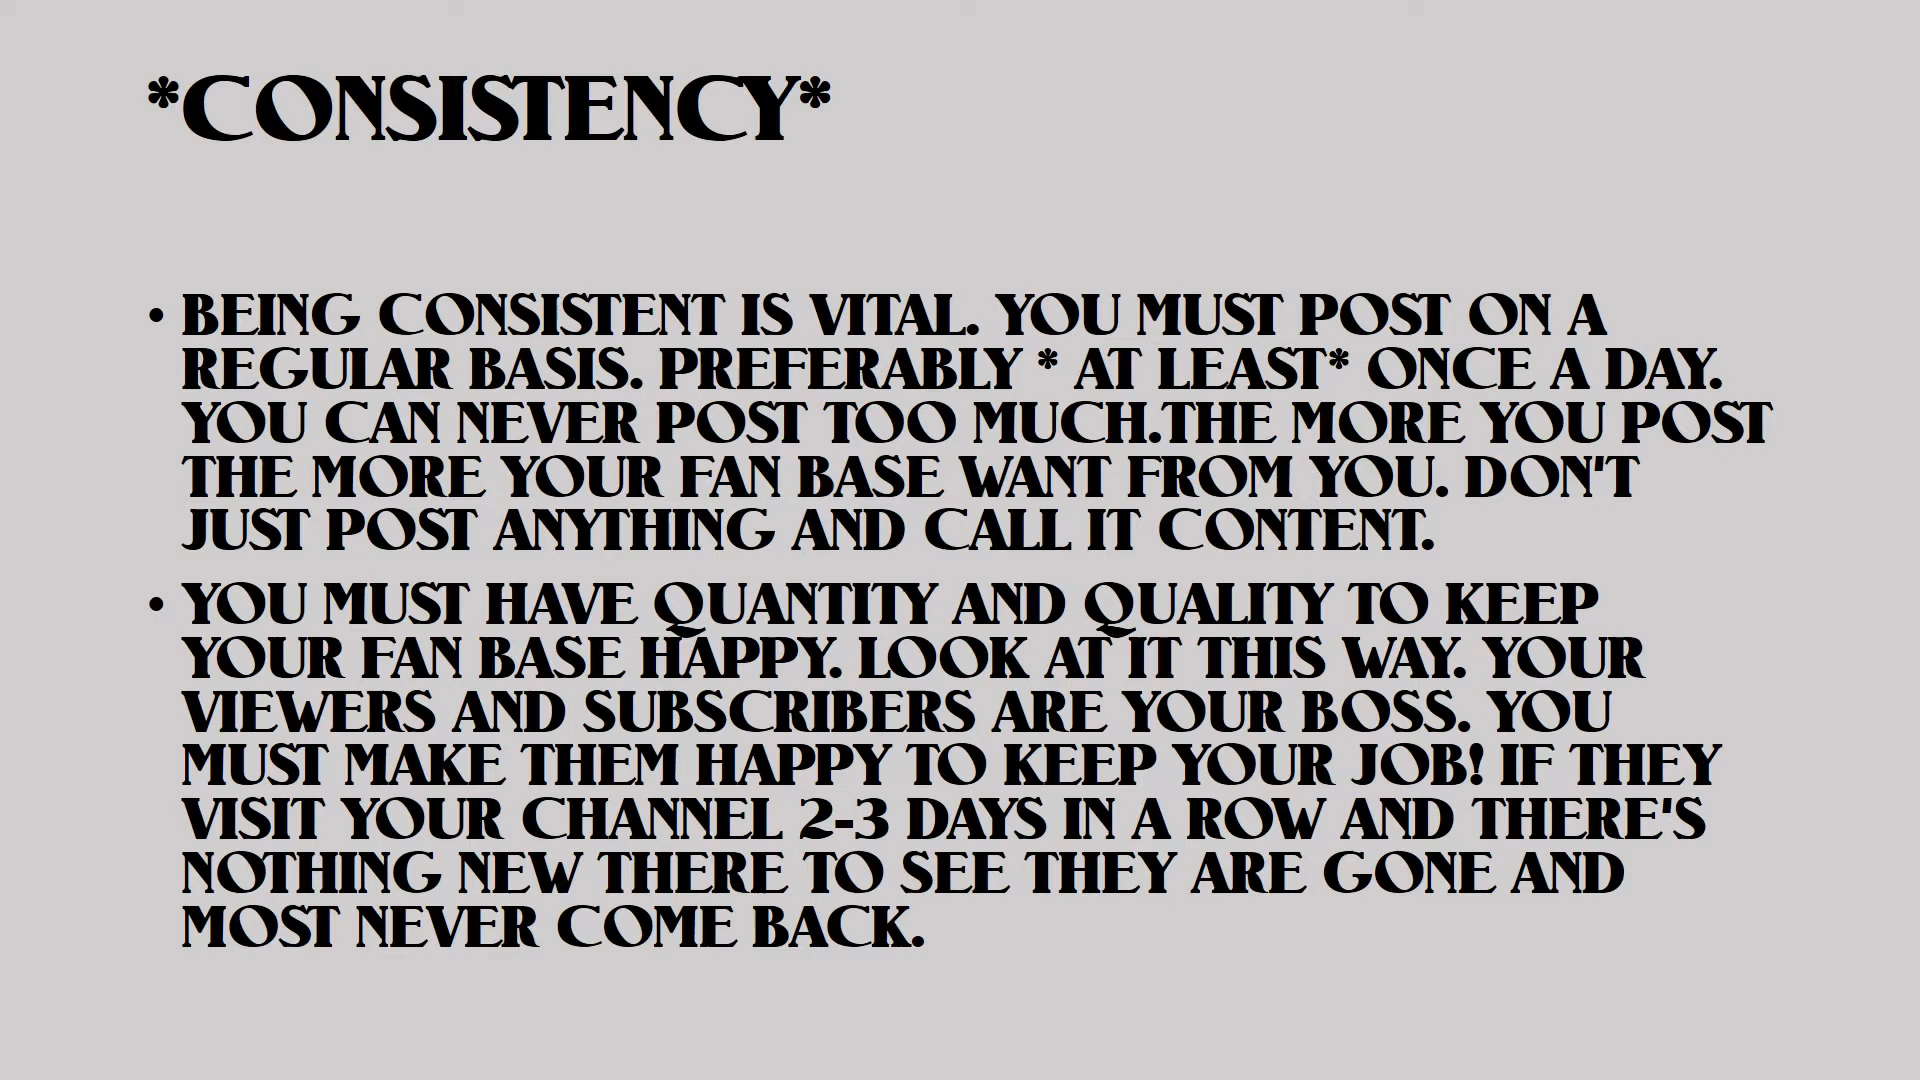 *CONSISTENCY*
• BEING CONSISTENT IS VITAL. YOU MUST POST ON A
REGULAR BASIS. PREFERABLY * AT LEAST* ONCE A DAY.
YOU CAN NEVER POST TOO MUCH.THE MORE YOU POST
THE MORE YOUR FAN BASE WANT FROM YOU. DON'T
JUST POST ANYTHING AND CALL IT CONTENT.
• YOU MUST HAVE QUANTITY AND QUALITY TO KEEP
YOUR FAN BASE HAPPY. LOOK AT IT THIS WAY. YOUR
VIEWERS AND SUBSCRIBERS ARE YOUR BOSS. YOU
MUST MAKE THEM HAPPY TO KEEP YOUR JOB! IF THEY
VISIT YOUR CHANNEL 2-3 DAYS IN A ROW AND THERE'S
NOTHING NEW THERE TO SEE THEY ARE GONE AND
MOST NEVER COME BACK.